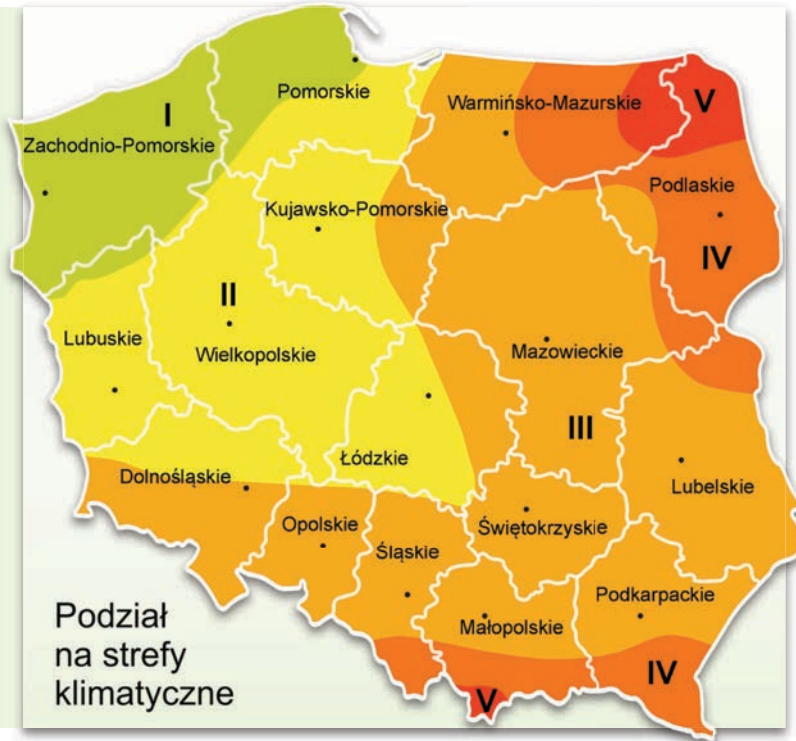 Pomorskie
I
V
Warmińsko-Mazurskie
Zachodnio-Pomorskie
Podlaskie
Kujawsko-Pomorskie
IV
II
Lubuskie
Wielkopolskie
Mazowieckie
III
Łódzkie
Dolnośląskie
Lubelskie
Opolskie
Świętokrzyskie
Śląskie
Podkarpackie
Małopolskie
Podział
na strefy
klimatyczne
IV
V